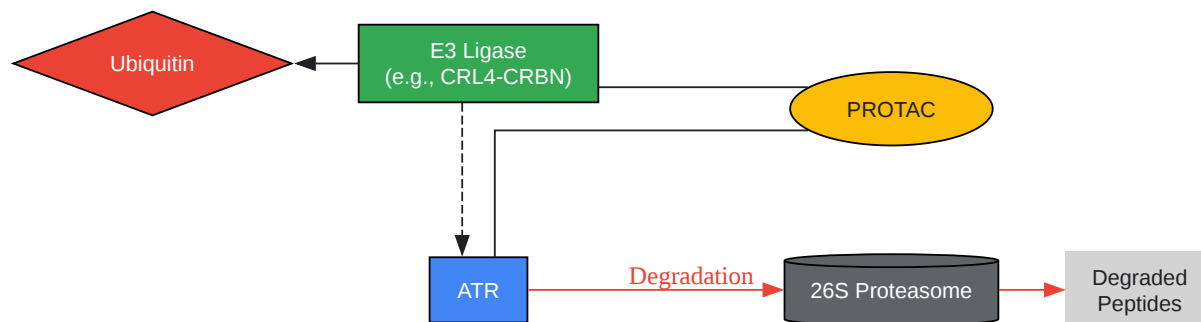 Ubiquitin
E3 Ligase
(e.g., CRL4-CRBN)
PROTAC
ATR
Degradation
26S Proteasome
Degraded
Peptides